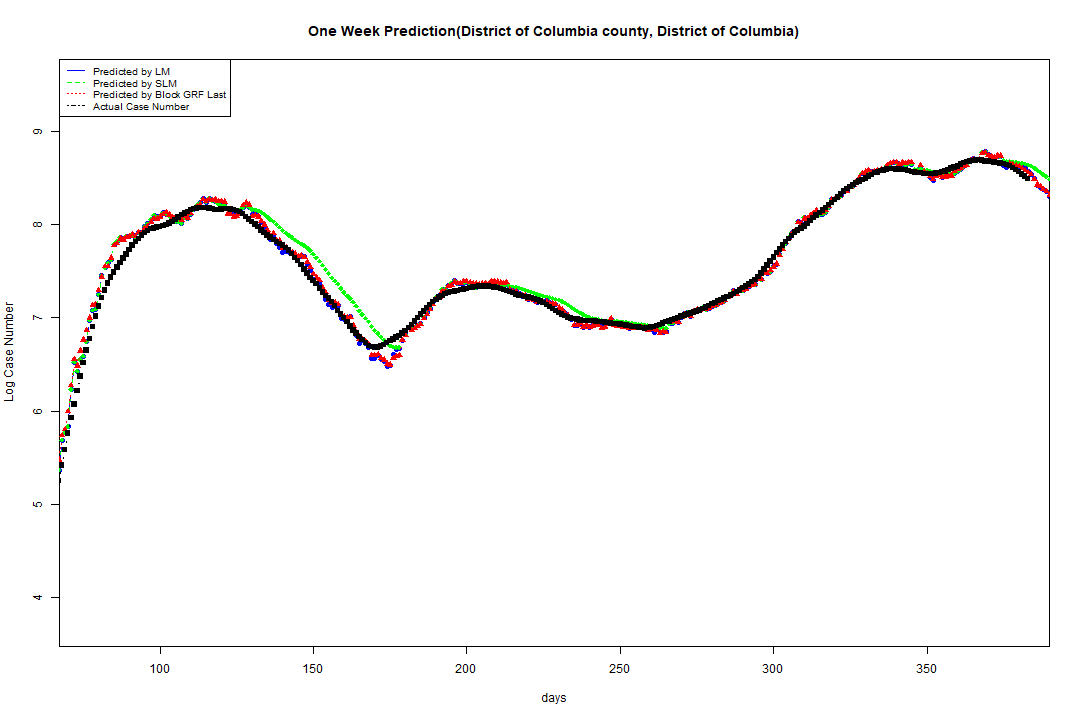 One Week Prediction(District of Columbia county, District of Columbia)
Predicted by LM
Predicted by SLM
Predicted by Block GRF Last
Actual Case Number
9
8
7
6
5
4
Log Case Number
100 150 200 250 300 350
days